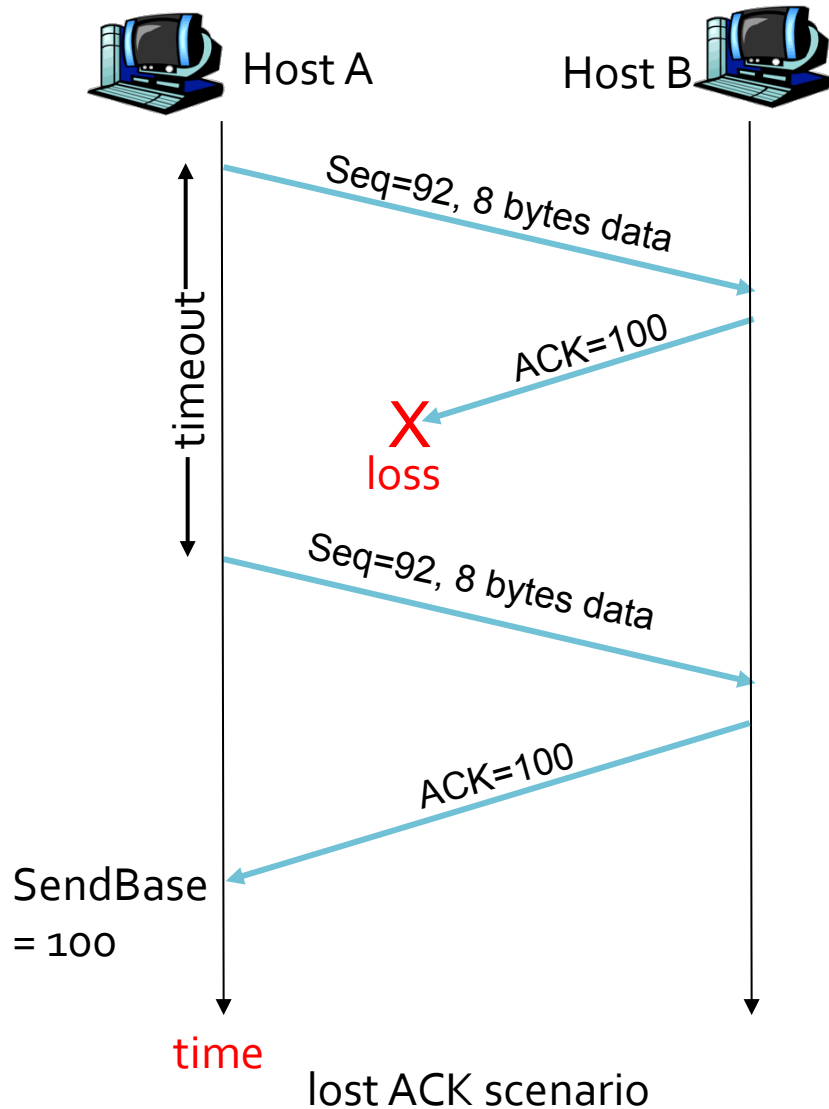 Host A
Host B
Seq=92, 8 bytes data
timeout
ACK=100
X
loss
Seq=92, 8 bytes data
ACK=100
SendBase
= 100
time
lost ACK scenario